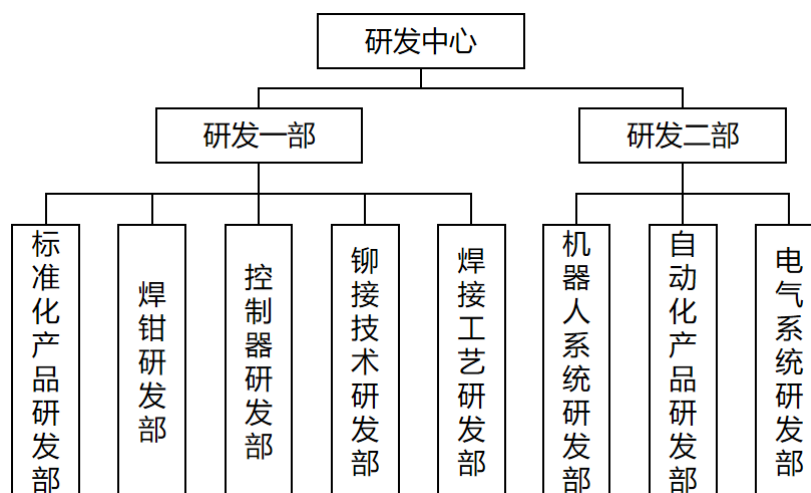 研发中心
研发一部
研发二部
标准化产品研发部
焊钳研发部
控制器研发部
铆接技术研发部
焊接工艺研发部
机器人系统研发部
自动化产品研发部
电气系统研发部